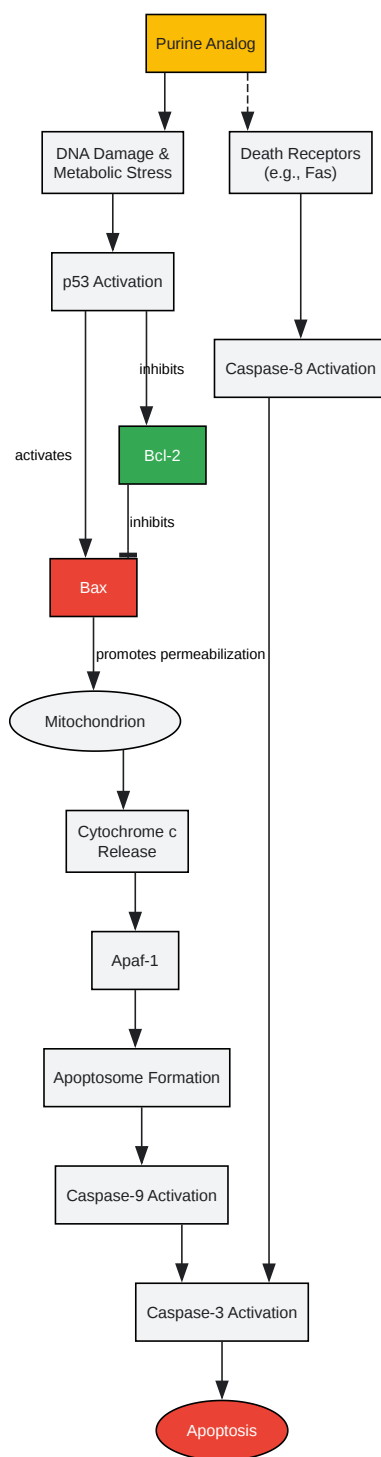 Purine Analog
DNA Damage &
Metabolic Stress
Death Receptors
(e.g., Fas)
p53 Activation
inhibits
Caspase-8 Activation
activates
Bcl-2
inhibits
Bax
promotes permeabilization
Mitochondrion
Cytochrome c
Release
Apaf-1
Apoptosome Formation
Caspase-9 Activation
Caspase-3 Activation
Apoptosis